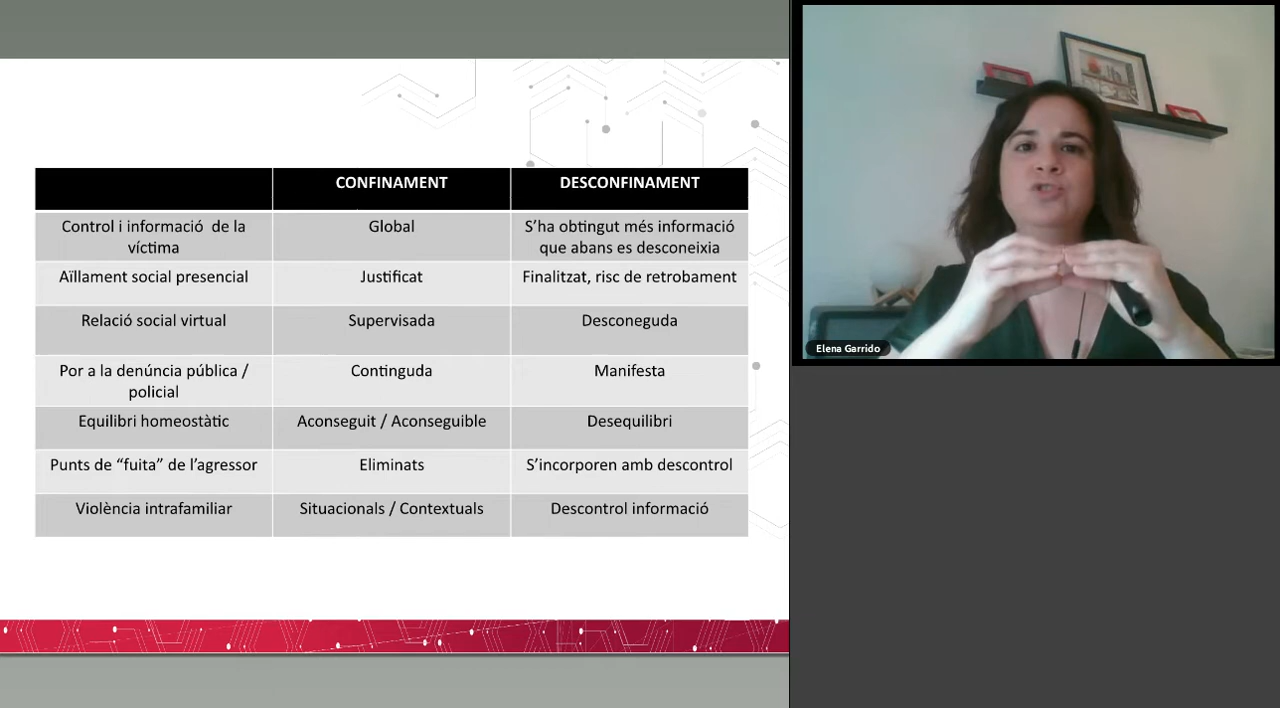 CONFINAMENT
DESCONFINAMENT
Control i informació de la
víctima
Global
S'ha obtingut més informació
que abans es desconeixia
Aïllament social presencial
Justificat
Finalitzat, risc de retrobament
Relació social virtual
Supervisada
Desconeguda
Por a la denúncia pública /
policial
Continguda
Manifesta
Equilibri homeostàtic
Aconseguit / Aconseguible
Desequilibri
Punts de “fuita” de l’agressor
Eliminats
S’incorporen amb descontrol
Violència intrafamiliar
Situacionals / Contextuals
Descontrol informació
Elena Garrido